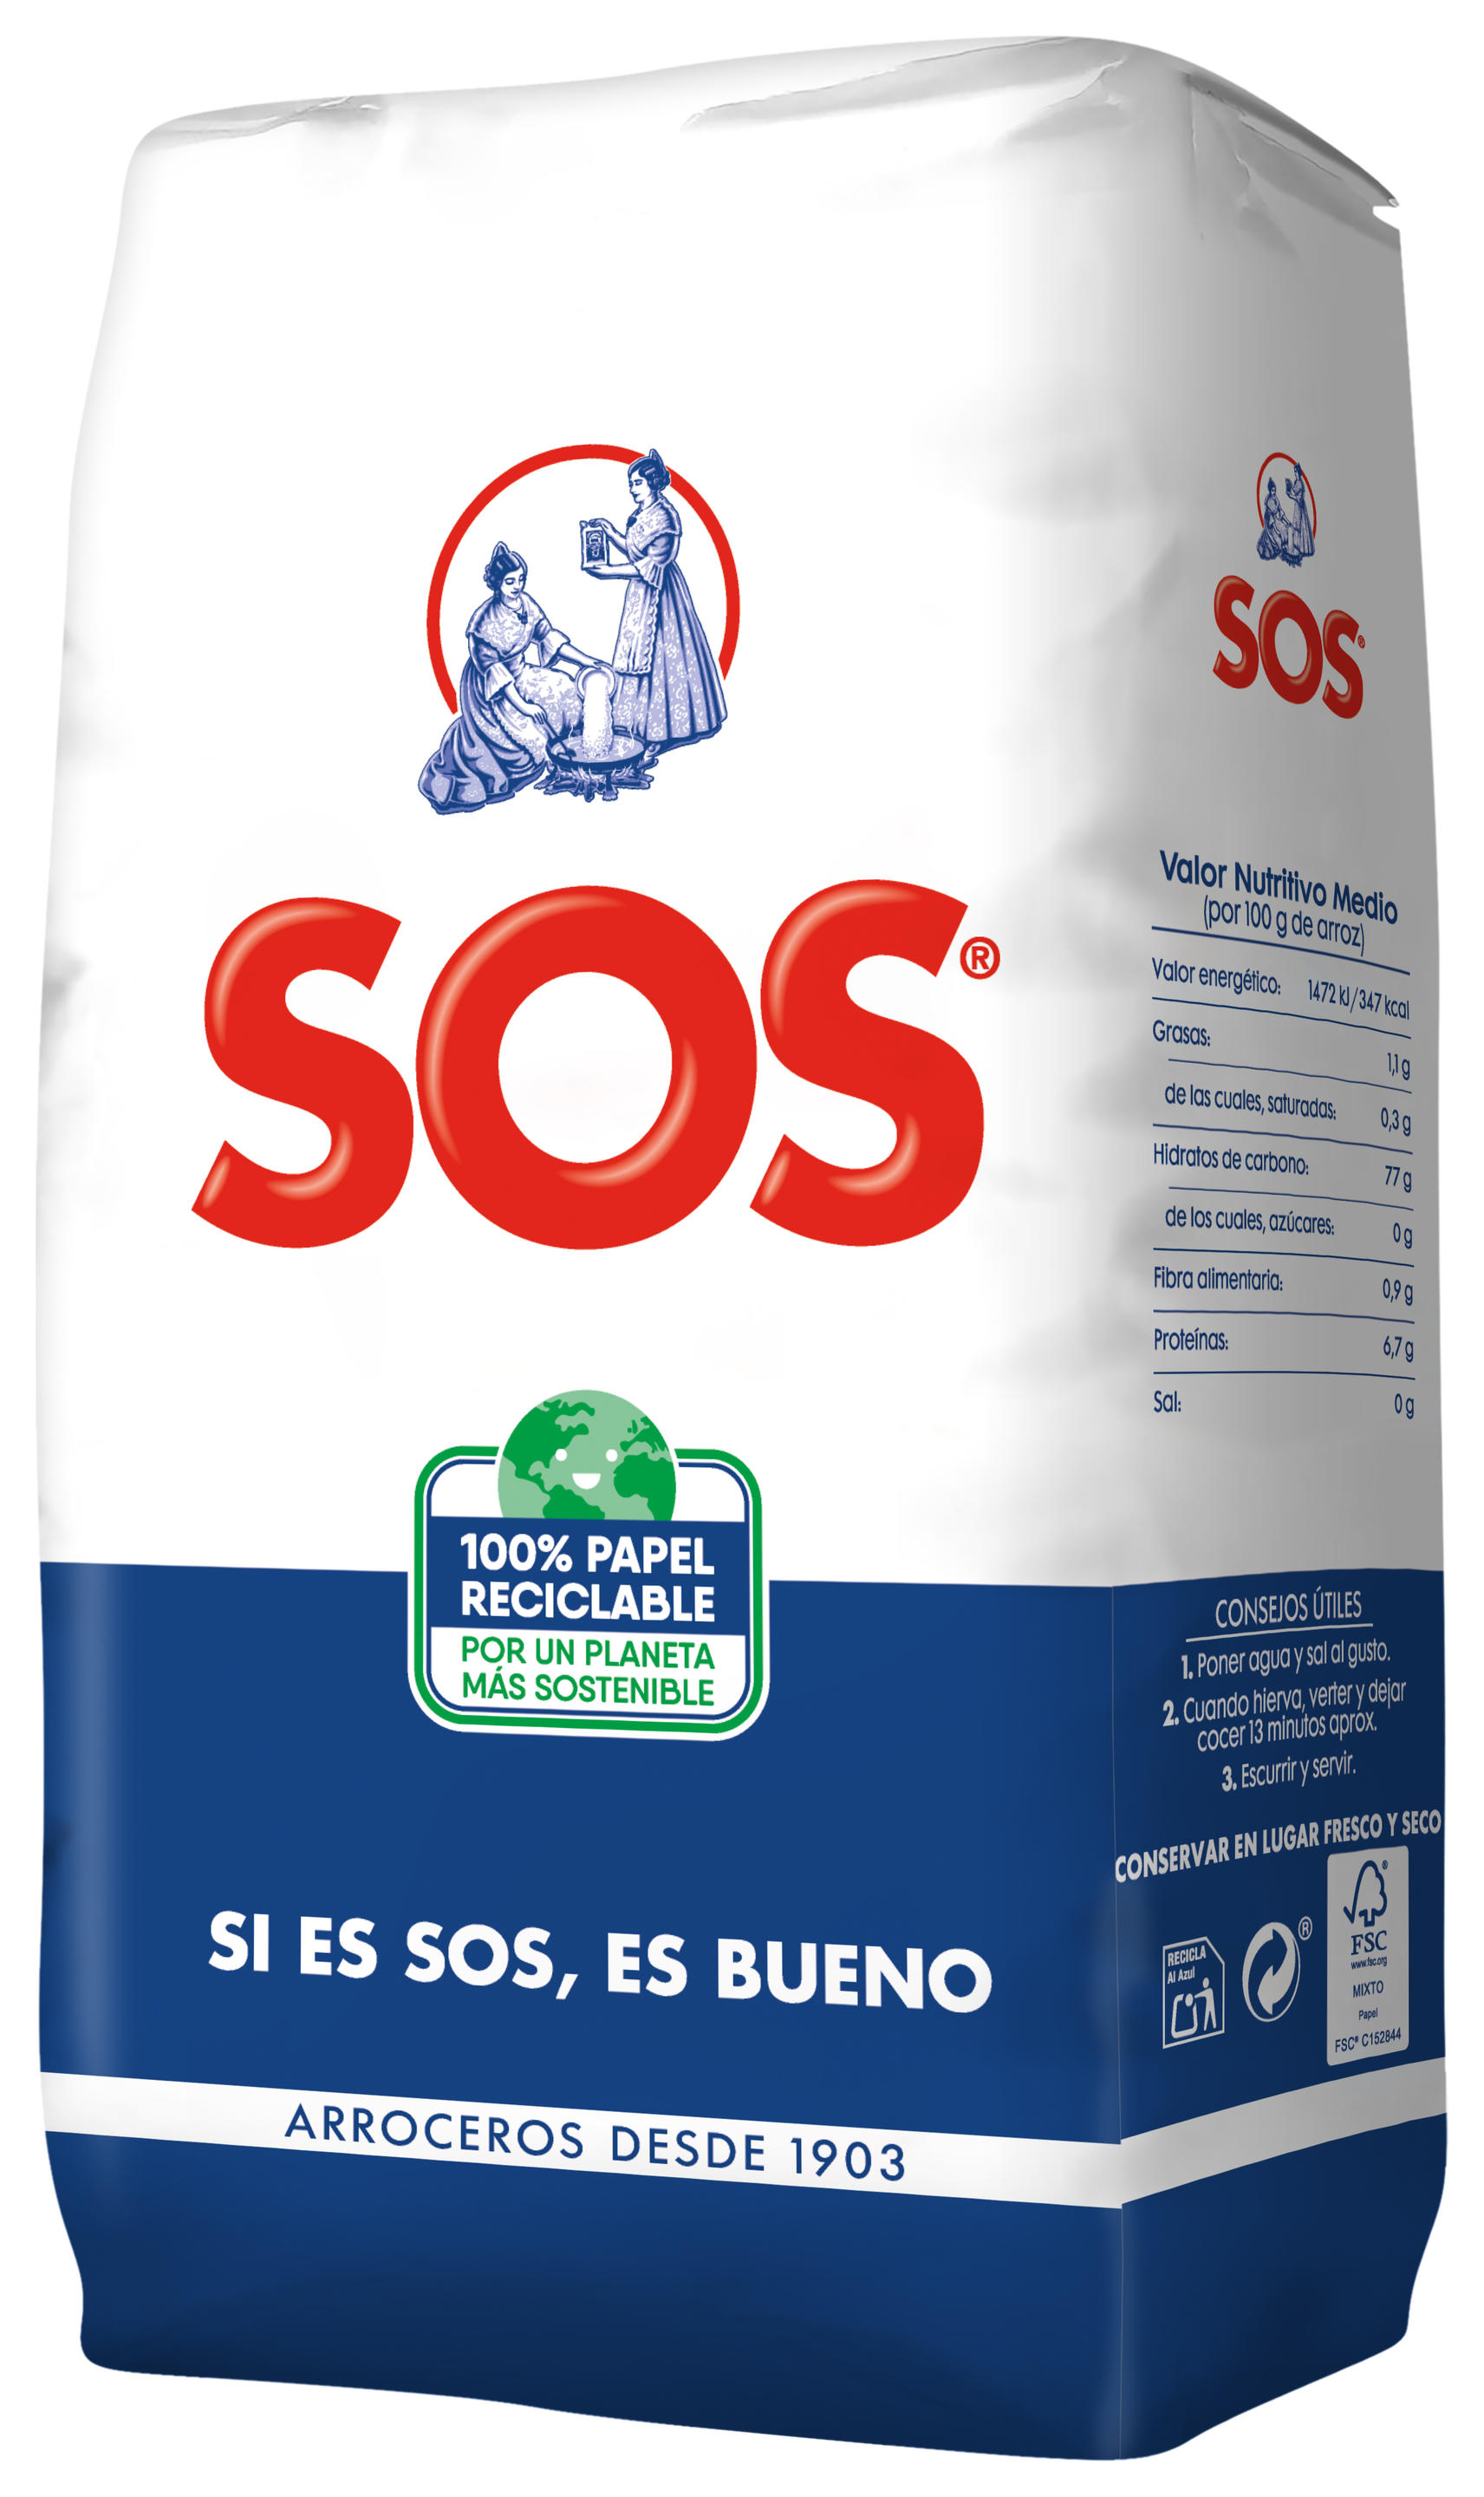 SOS®
100% PAPEL
RECICLABLE
POR UN PLANETA
MÁS SOSTENIBLE
SI ES SOS, ES BUENO
ARROCEROS DESDE 1903
SOS®
Valor Nutritivo Medio
(por 100 g de arroz)
Valor energético: 1472 kJ/347 kcal
Grasas: 1,1 g
de las cuales, saturadas: 0,3 g
Hidratos de carbono: 77 g
de los cuales, azúcares: 0 g
Fibra alimentaria: 0,9 g
Proteínas: 6,7 g
Sal: 0 g
CONSEJOS ÚTILES
1. Poner agua y sal al gusto.
2. Cuando hierva, verter y dejar
cocer 13 minutos aprox.
3. Escurrir y servir.
CONSERVAR EN LUGAR FRESCO Y SECO
RECICLA
Al Azul
®
®
FSC
www.fsc.org
MIXTO
Papel
FSC® C152844